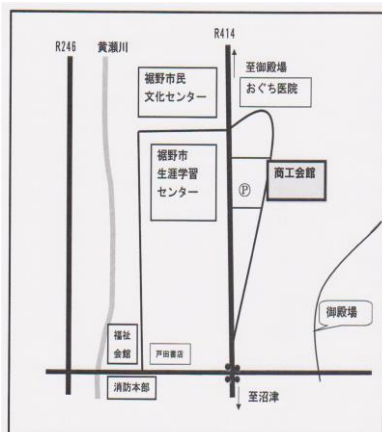 R246
黄瀬川
R414
至御殿場
裾野市民
文化センター
おぐち医院
裾野市
生涯学習
センター
Ⓟ
商工会館
御殿場
福祉
会館
戸田書店
消防本部
至沼津